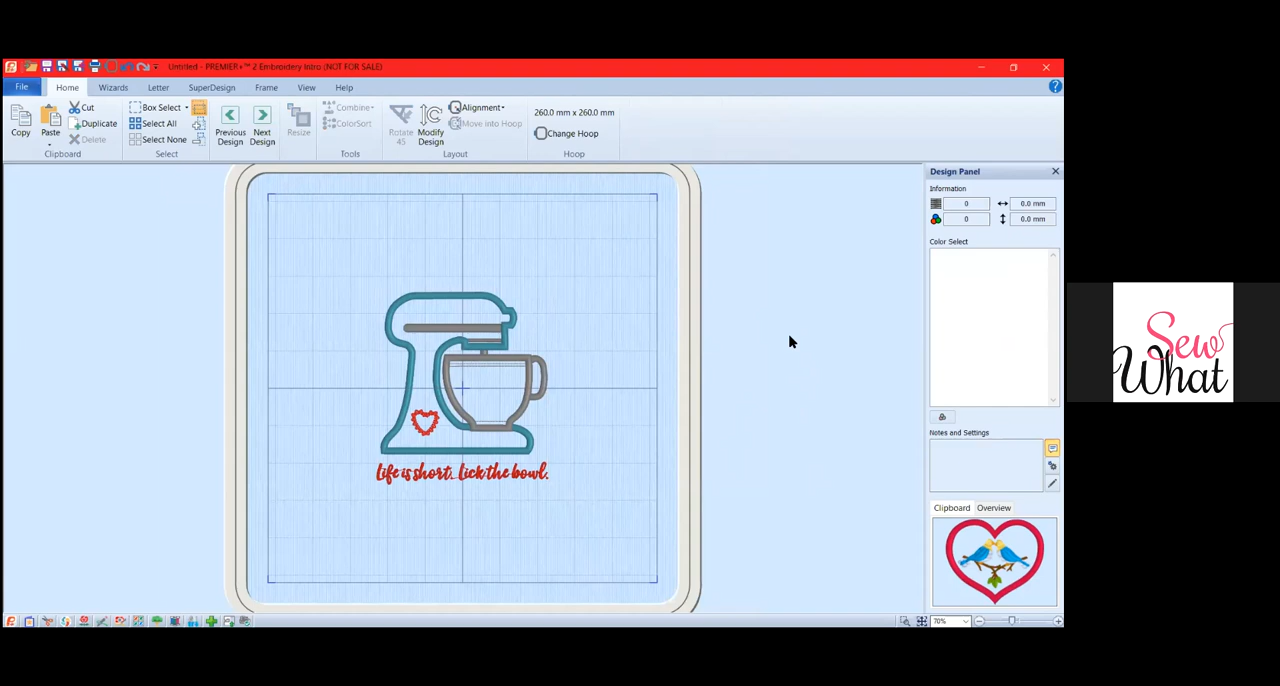 Untitled - PREMIER+™ 2 Embroidery Intro (NOT FOR SALE)
File Home Wizards Letter SuperDesign Frame View Help
Copy
Paste
Cut
Duplicate
Delete
Clipboard
Box Select
Select All
Select None
Select
Previous Design
Next Design
Resize
Combine
ColorSort
Tools
Rotate 45
Modify Design
Alignment
Move into Hoop
Layout
260.0 mm x 260.0 mm
Change Hoop
Hoop
Life is short. Lick the bowl.
Design Panel
Information
0 0.0 mm
0 0.0 mm
Color Select
Notes and Settings
Clipboard Overview
70%
Sew
What